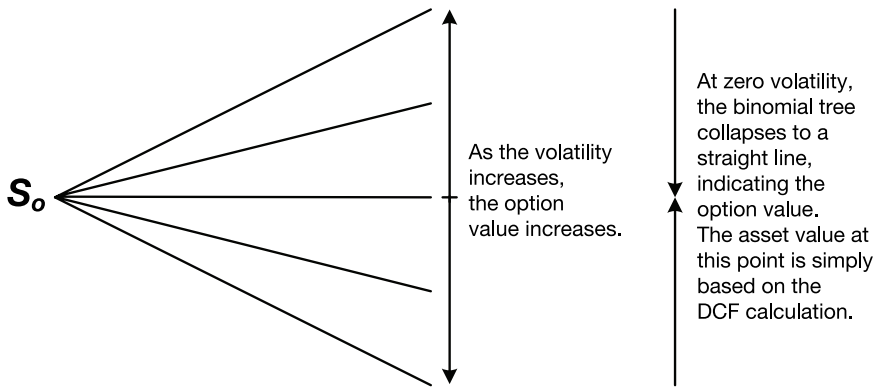 S₀
As the volatility
increases,
the option
value increases.
At zero volatility,
the binomial tree
collapses to a
straight line,
indicating the
option value.
The asset value at
this point is simply
based on the
DCF calculation.